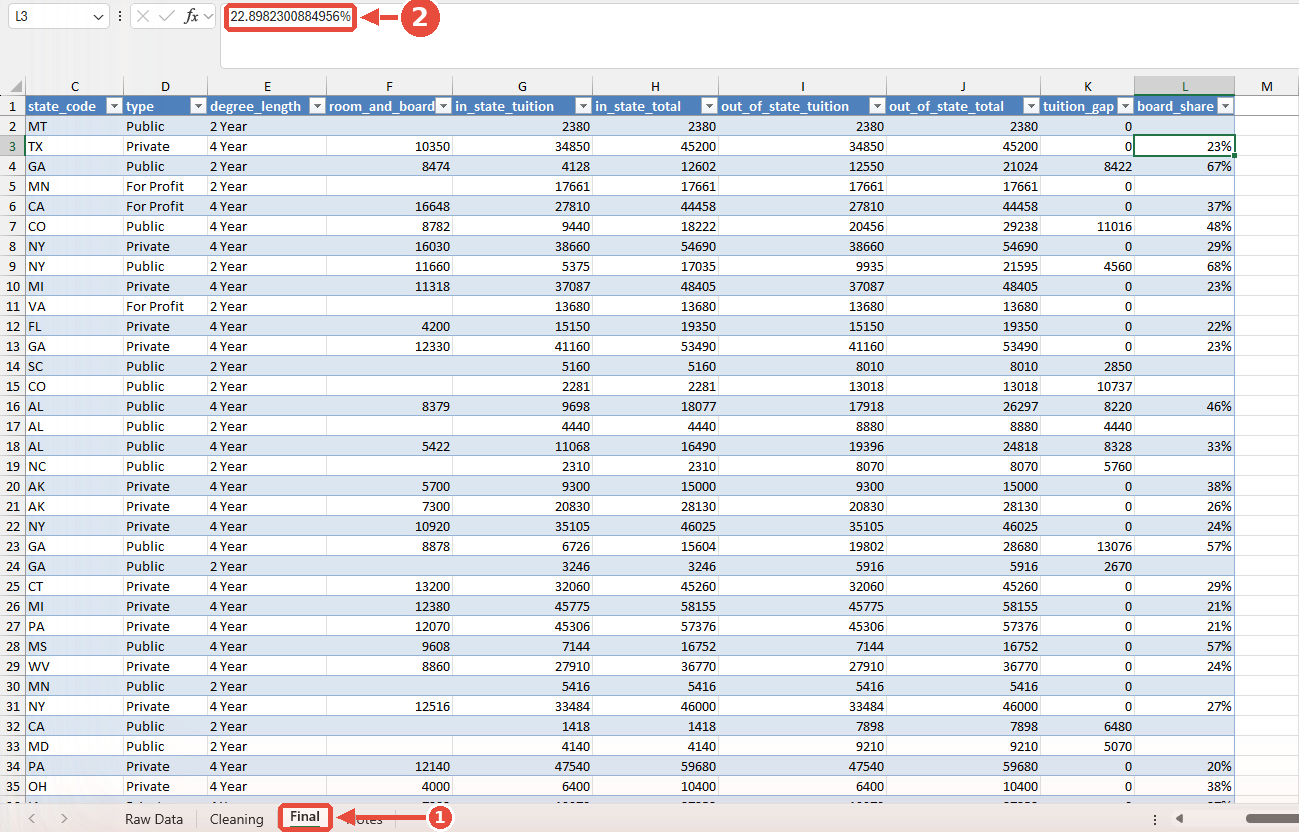 L3 fx 22.8982300884956% 2
C D E F G H I J K L M
1 state_code type degree_length room_and_board in_state_tuition in_state_total out_of_state_tuition out_of_state_total tuition_gap board_share
2 MT Public 2 Year 2380 2380 2380 2380 0
3 TX Private 4 Year 10350 34850 45200 34850 45200 0 23%
4 GA Public 2 Year 8474 4128 12602 12550 21024 8422 67%
5 MN For Profit 2 Year 17661 17661 17661 17661 0
6 CA For Profit 4 Year 16648 27810 44458 27810 44458 0 37%
7 CO Public 4 Year 8782 9440 18222 20456 29238 11016 48%
8 NY Private 4 Year 16030 38660 54690 38660 54690 0 29%
9 NY Public 2 Year 11660 5375 17035 9935 21595 4560 68%
10 MI Private 4 Year 11318 37087 48405 37087 48405 0 23%
11 VA For Profit 2 Year 13680 13680 13680 13680 0
12 FL Private 4 Year 4200 15150 19350 15150 19350 0 22%
13 GA Private 4 Year 12330 41160 53490 41160 53490 0 23%
14 SC Public 2 Year 5160 5160 8010 8010 2850
15 CO Public 2 Year 2281 2281 13018 13018 10737
16 AL Public 4 Year 8379 9698 18077 17918 26297 8220 46%
17 AL Public 2 Year 4440 4440 8880 8880 4440
18 AL Public 4 Year 5422 11068 16490 19396 24818 8328 33%
19 NC Public 2 Year 2310 2310 8070 8070 5760
20 AK Private 4 Year 5700 9300 15000 9300 15000 0 38%
21 AK Private 4 Year 7300 20830 28130 20830 28130 0 26%
22 NY Private 4 Year 10920 35105 46025 35105 46025 0 24%
23 GA Public 4 Year 8878 6726 15604 19802 28680 13076 57%
24 GA Public 2 Year 3246 3246 5916 5916 2670
25 CT Private 4 Year 13200 32060 45260 32060 45260 0 29%
26 MI Private 4 Year 12380 45775 58155 45775 58155 0 21%
27 PA Private 4 Year 12070 45306 57376 45306 57376 0 21%
28 MS Public 4 Year 9608 7144 16752 7144 16752 0 57%
29 WV Private 4 Year 8860 27910 36770 27910 36770 0 24%
30 MN Public 2 Year 5416 5416 5416 5416 0
31 NY Private 4 Year 12516 33484 46000 33484 46000 0 27%
32 CA Public 2 Year 1418 1418 7898 7898 6480
33 MD Public 2 Year 4140 4140 9210 9210 5070
34 PA Private 4 Year 12140 47540 59680 47540 59680 0 20%
35 OH Private 4 Year 4000 6400 10400 6400 10400 0 38%
Raw Data Cleaning Final 1